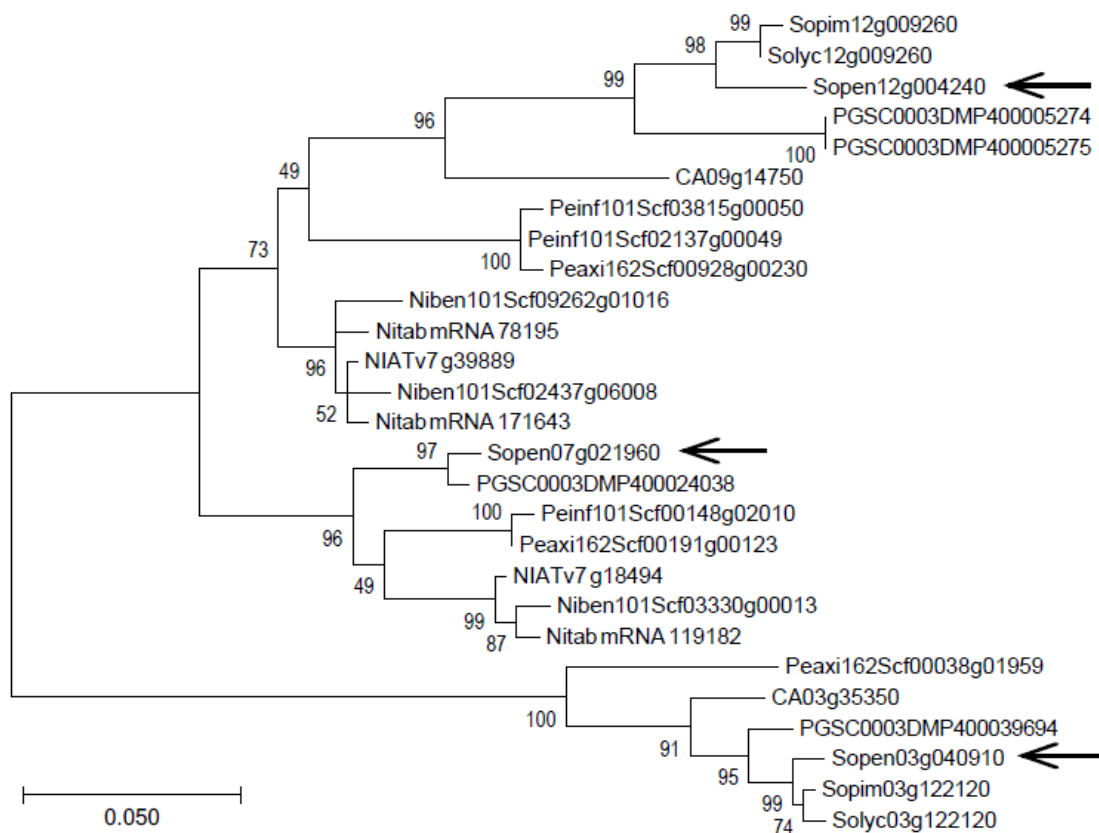 99 Sopim12g009260
98 Solyc12g009260
99 Sopen12g004240
PGSC0003DMP400005274
96 100 PGSC0003DMP400005275
49 CA09g14750
Peinf101Scf03815g00050
73 Peinf101Scf02137g00049
100 Peaxi162Scf00928g00230
Niben101Scf09262g01016
Nitab mRNA 78195
96 NIATv7 g39889
Niben101Scf02437g06008
52 Nitab mRNA 171643
97 Sopen07g021960
PGSC0003DMP400024038
96 100 Peinf101Scf00148g02010
Peaxi162Scf00191g00123
49 NIATv7 g18494
99 Niben101Scf03330g00013
87 Nitab mRNA 119182
Peaxi162Scf00038g01959
100 CA03g35350
91 PGSC0003DMP400039694
95 Sopen03g040910
99 Sopim03g122120
74 Solyc03g122120
0.050